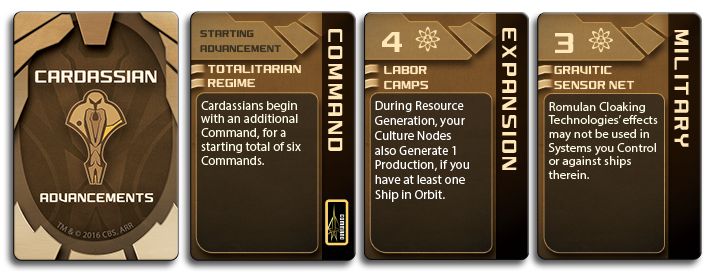 CARDASSIAN
ADVANCEMENTS
TM & © 2016 CBS, ARR
STARTING
ADVANCEMENT
TOTALITARIAN
REGIME
Cardassians begin
with an additional
Command, for a
starting total of six
Commands.
COMMAND
COMMAND
4
LABOR
CAMPS
During Resource
Generation, your
Culture Nodes
also Generate 1
Production, if you
have at least one
Ship in Orbit.
EXPANSION
3
GRAVITIC
SENSOR NET
Romulan Cloaking
Technologies' effects
may not be used in
Systems you Control
or against ships
therein.
MILITARY